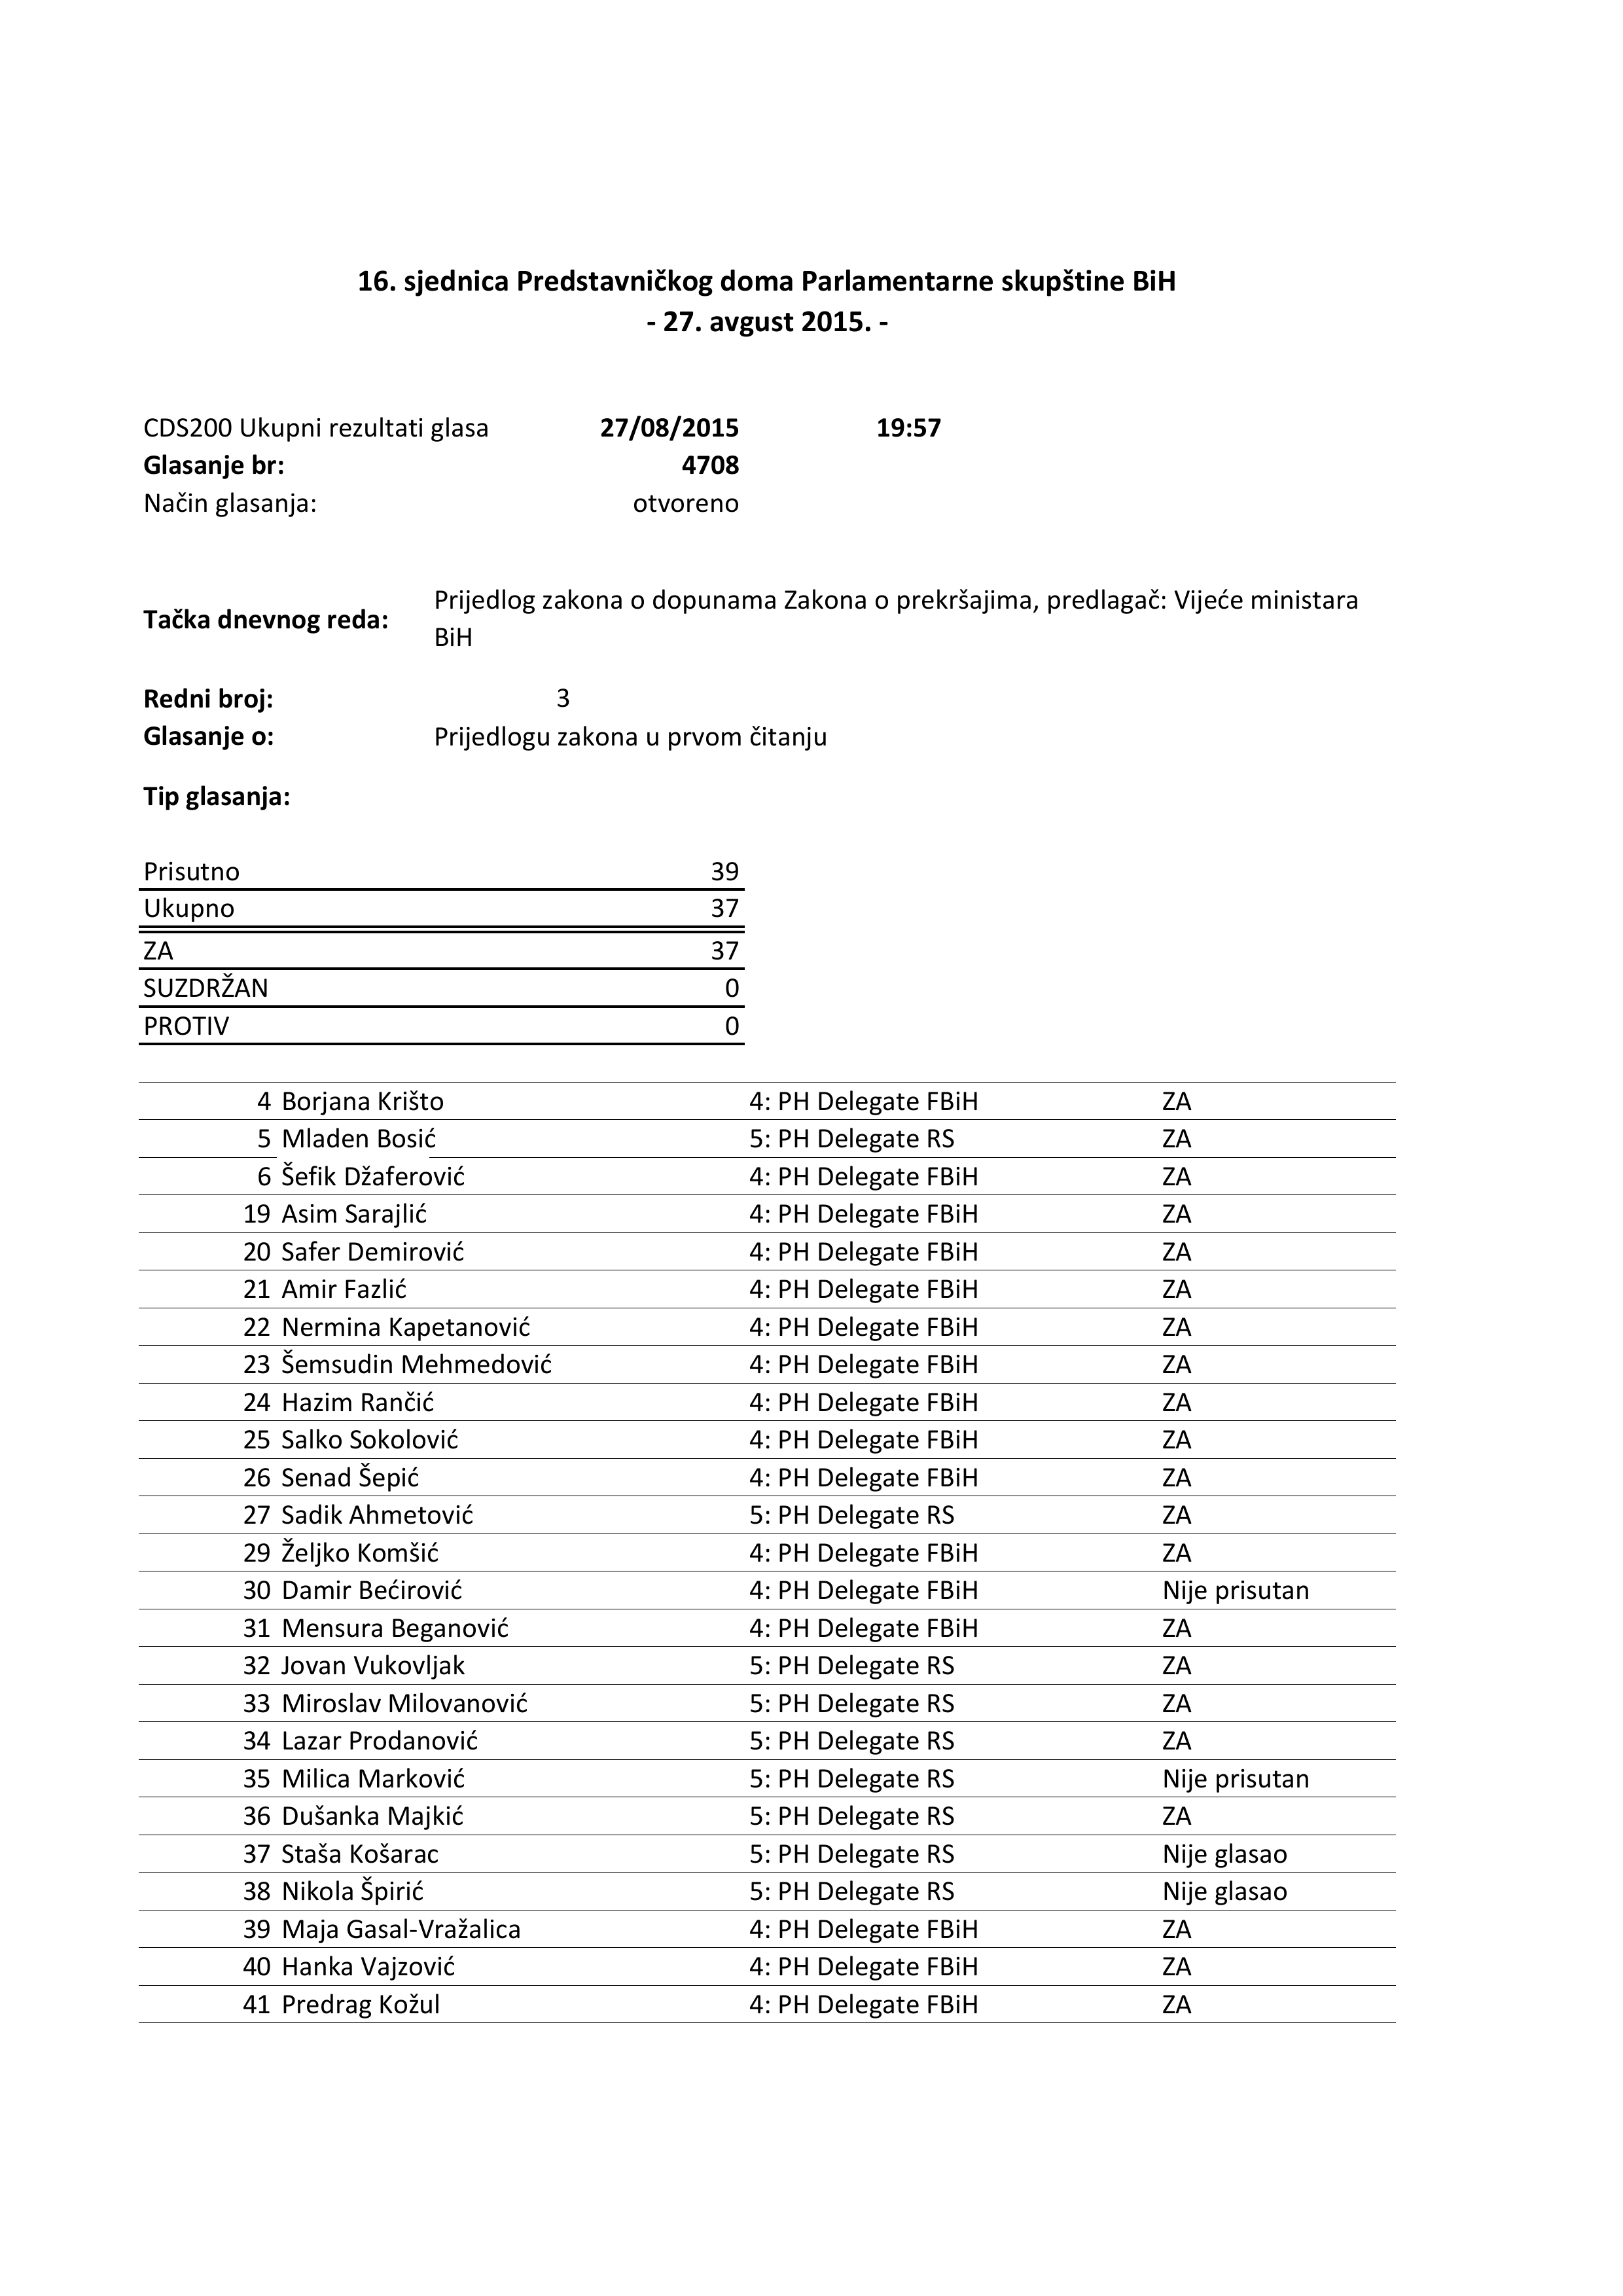 16. sjednica Predstavničkog doma Parlamentarne skupštine BiH
- 27. avgust 2015. -
CDS200 Ukupni rezultati glasa 27/08/2015 19:57
Glasanje br: 4708
Način glasanja: otvoreno
Tačka dnevnog reda: Prijedlog zakona o dopunama Zakona o prekršajima, predlagač: Vijeće ministara
BiH
Redni broj: 3
Glasanje o: Prijedlogu zakona u prvom čitanju
Tip glasanja:
Prisutno 39
Ukupno 37
ZA 37
SUZDRŽAN 0
PROTIV 0
4 Borjana Krišto 4: PH Delegate FBiH ZA
5 Mladen Bosić 5: PH Delegate RS ZA
6 Šefik Džaferović 4: PH Delegate FBiH ZA
19 Asim Sarajlić 4: PH Delegate FBiH ZA
20 Safer Demirović 4: PH Delegate FBiH ZA
21 Amir Fazlić 4: PH Delegate FBiH ZA
22 Nermina Kapetanović 4: PH Delegate FBiH ZA
23 Šemsudin Mehmedović 4: PH Delegate FBiH ZA
24 Hazim Rančić 4: PH Delegate FBiH ZA
25 Salko Sokolović 4: PH Delegate FBiH ZA
26 Senad Šepić 4: PH Delegate FBiH ZA
27 Sadik Ahmetović 5: PH Delegate RS ZA
29 Željko Komšić 4: PH Delegate FBiH ZA
30 Damir Bećirović 4: PH Delegate FBiH Nije prisutan
31 Mensura Beganović 4: PH Delegate FBiH ZA
32 Jovan Vukovljak 5: PH Delegate RS ZA
33 Miroslav Milovanović 5: PH Delegate RS ZA
34 Lazar Prodanović 5: PH Delegate RS ZA
35 Milica Marković 5: PH Delegate RS Nije prisutan
36 Dušanka Majkić 5: PH Delegate RS ZA
37 Staša Košarac 5: PH Delegate RS Nije glasao
38 Nikola Špirić 5: PH Delegate RS Nije glasao
39 Maja Gasal-Vražalica 4: PH Delegate FBiH ZA
40 Hanka Vajzović 4: PH Delegate FBiH ZA
41 Predrag Kožul 4: PH Delegate FBiH ZA